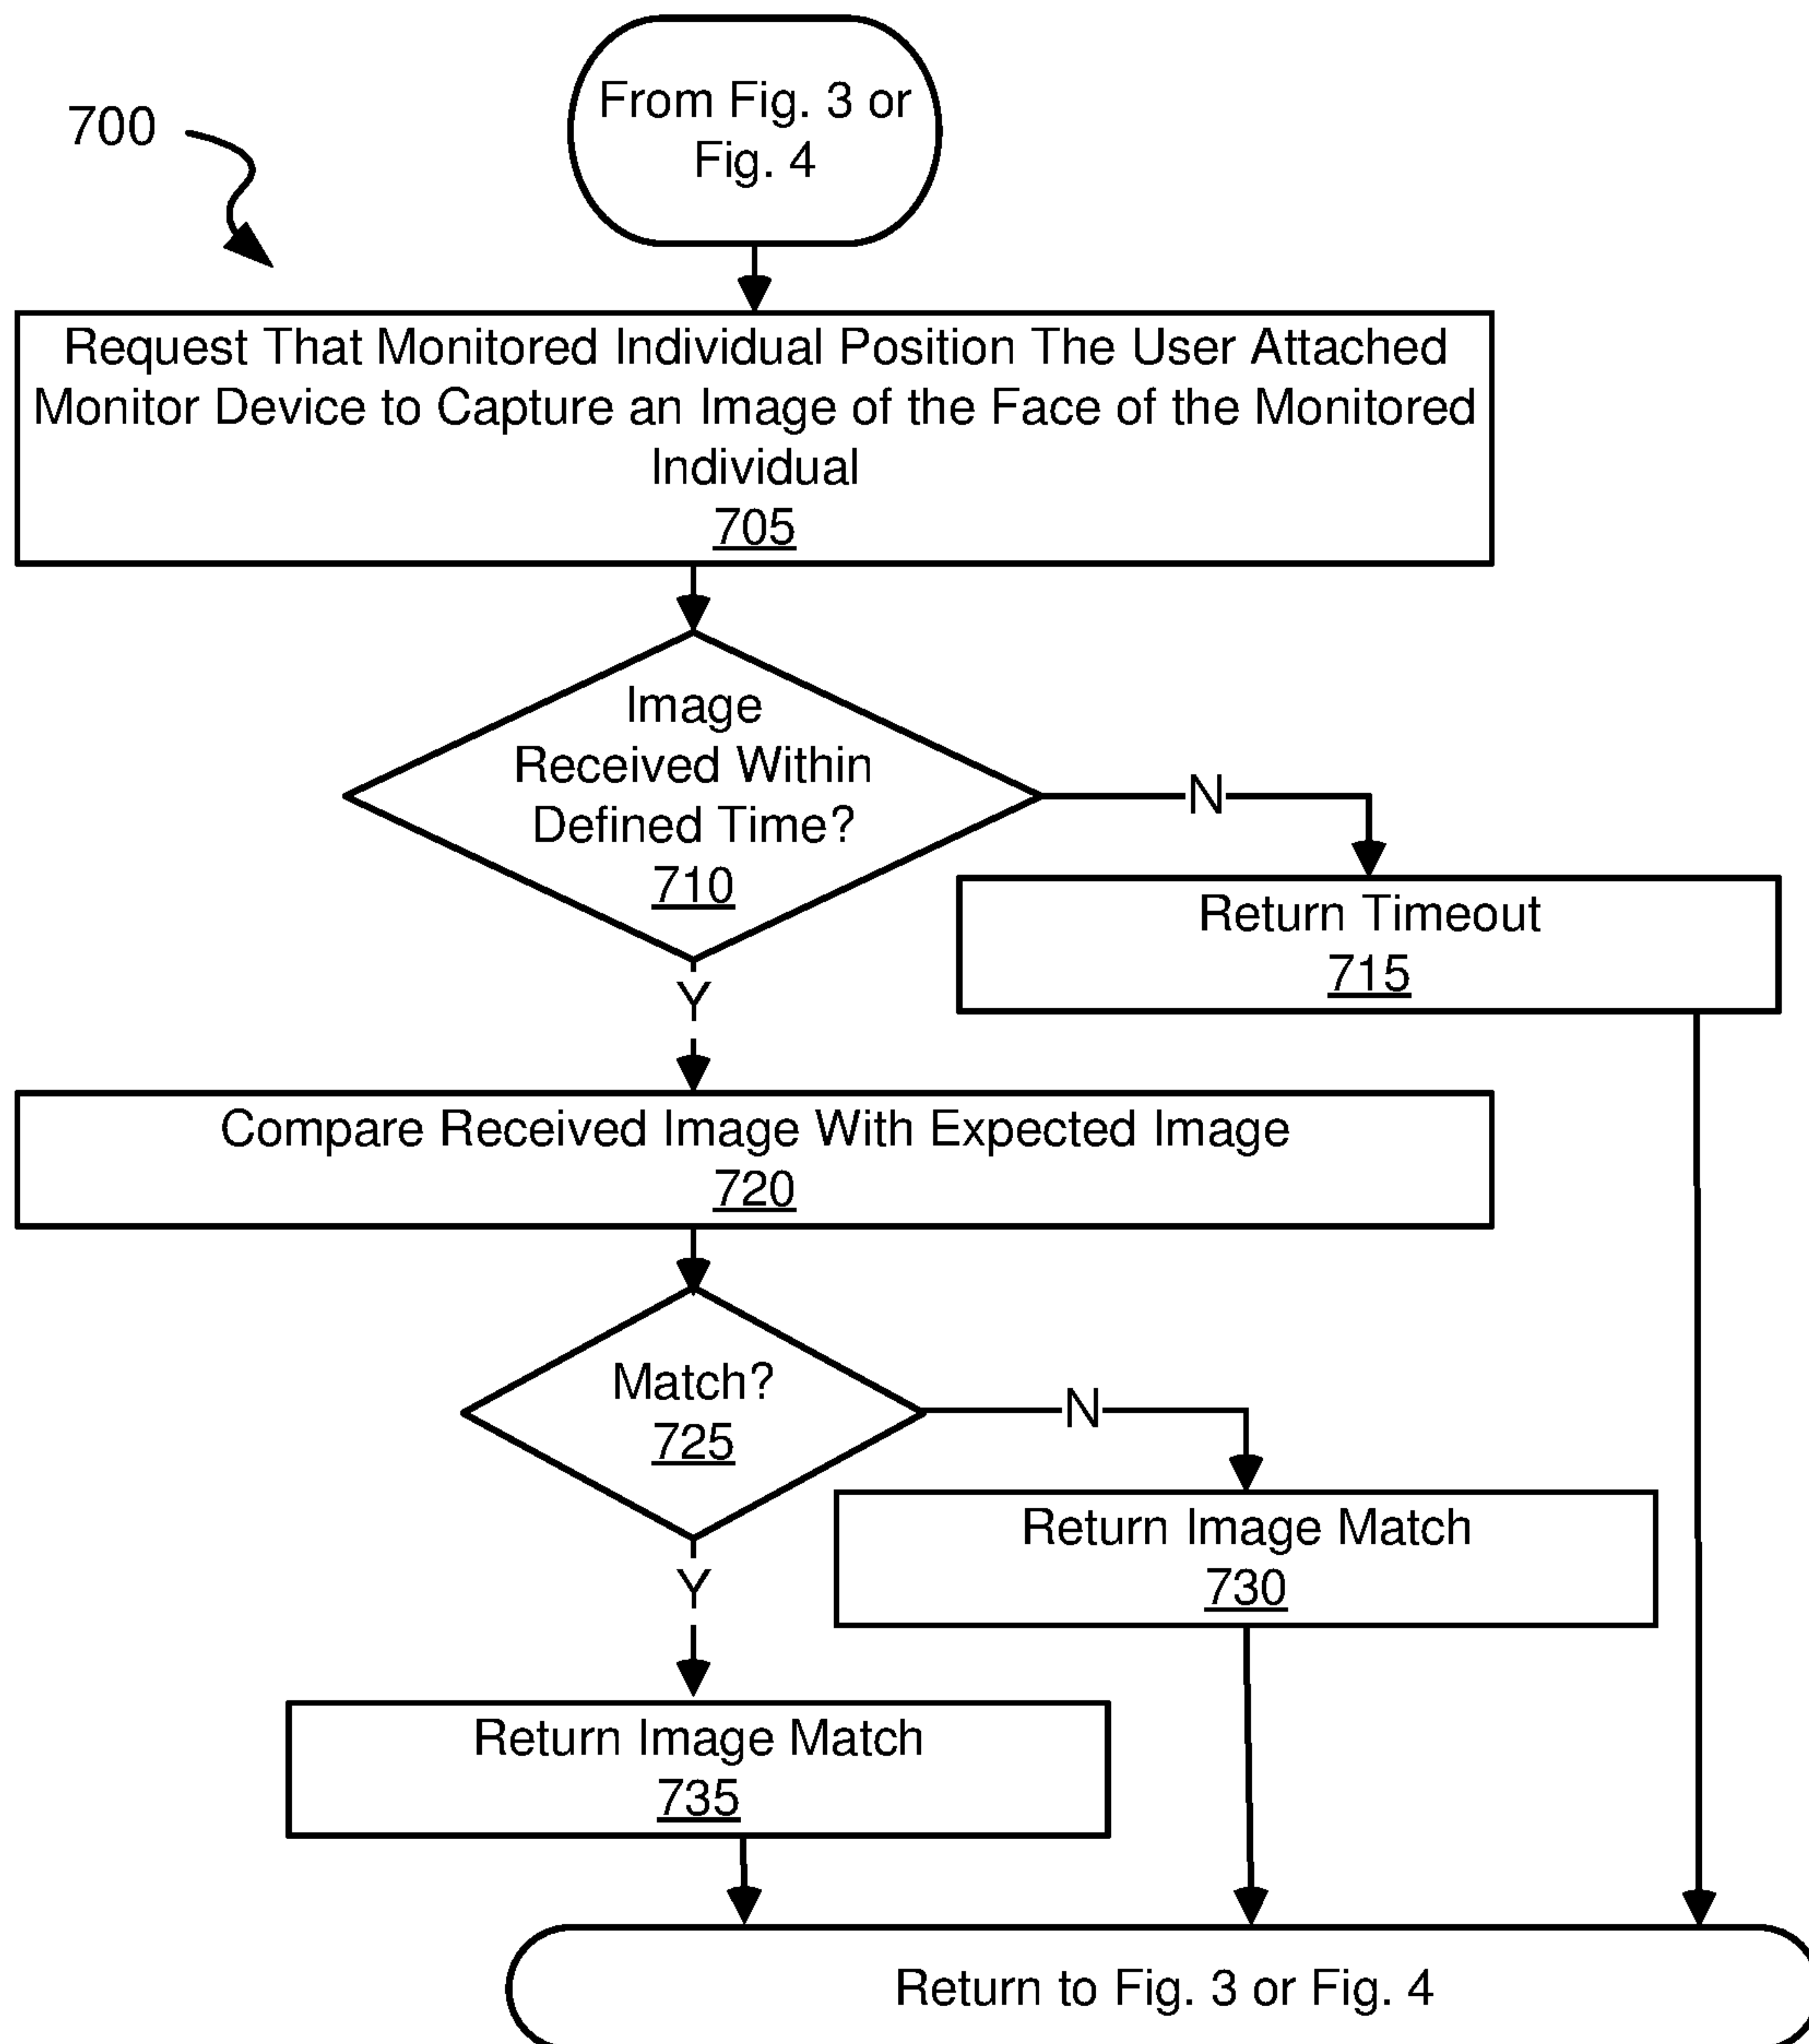 From Fig. 3 or
Fig. 4
700
Request That Monitored Individual Position The User Attached
Monitor Device to Capture an Image of the Face of the Monitored
Individual
705
Image
Received Within
Defined Time?
710
N
Return Timeout
715
Y
Compare Received Image With Expected Image
720
Match?
725
N
Return Image Match
730
Y
Return Image Match
735
Return to Fig. 3 or Fig. 4